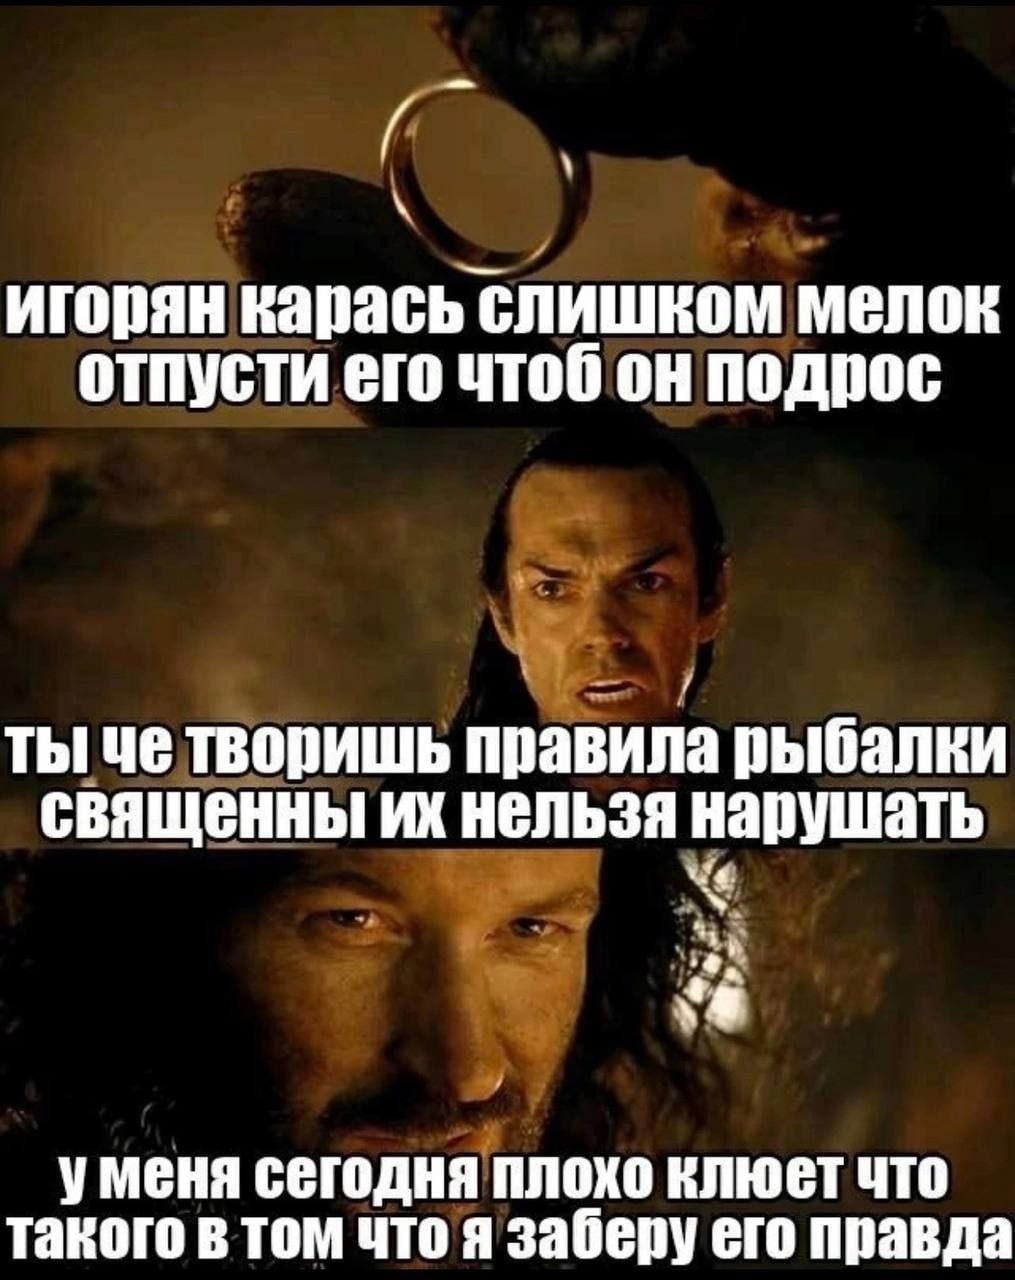 игорян карась слишком мелок
отпусти его чтоб он подрос
ты че творишь правила рыбалки
священны их нельзя нарушать
у меня сегодня плохо клюет что
такого в том что я заберу его правда